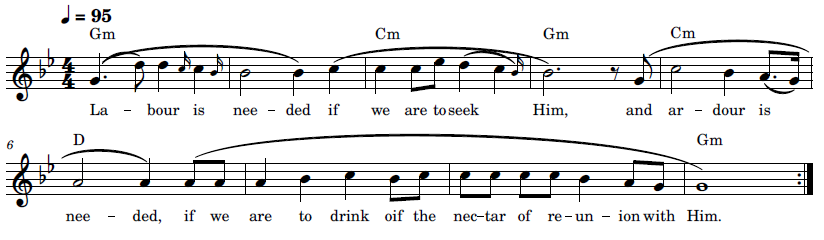 ♩ = 95
Gm Cm Gm Cm
La – bour is nee – ded if we are to seek Him, and ar – dour is
6 D Gm
nee – ded, if we are to drink oif the nec – tar of re – un – ion with Him.